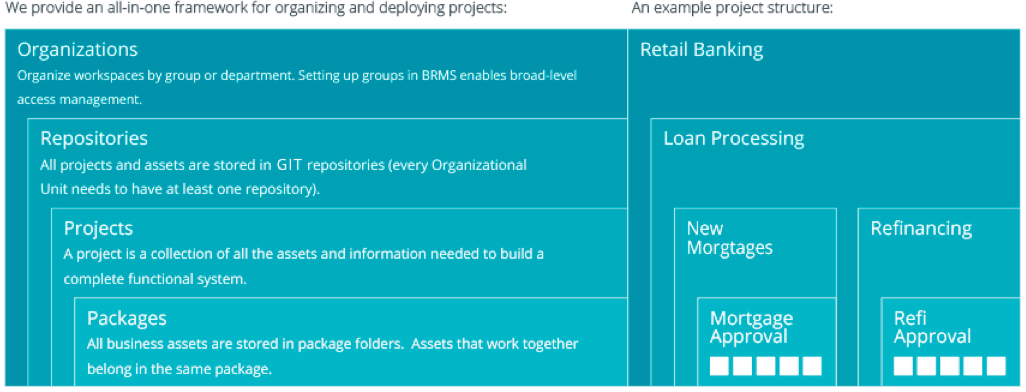 We provide an all-in-one framework for organizing and deploying projects:
An example project structure:
Organizations
Organize workspaces by group or department. Setting up groups in BRMS enables broad-level
access management.
Repositories
All projects and assets are stored in GIT repositories (every Organizational
Unit needs to have at least one repository).
Projects
A project is a collection of all the assets and information needed to build a
complete functional system.
Packages
All business assets are stored in package folders. Assets that work together
belong in the same package.
Retail Banking
Loan Processing
New
Morgtages
Mortgage
Approval
Refinancing
Refi
Approval